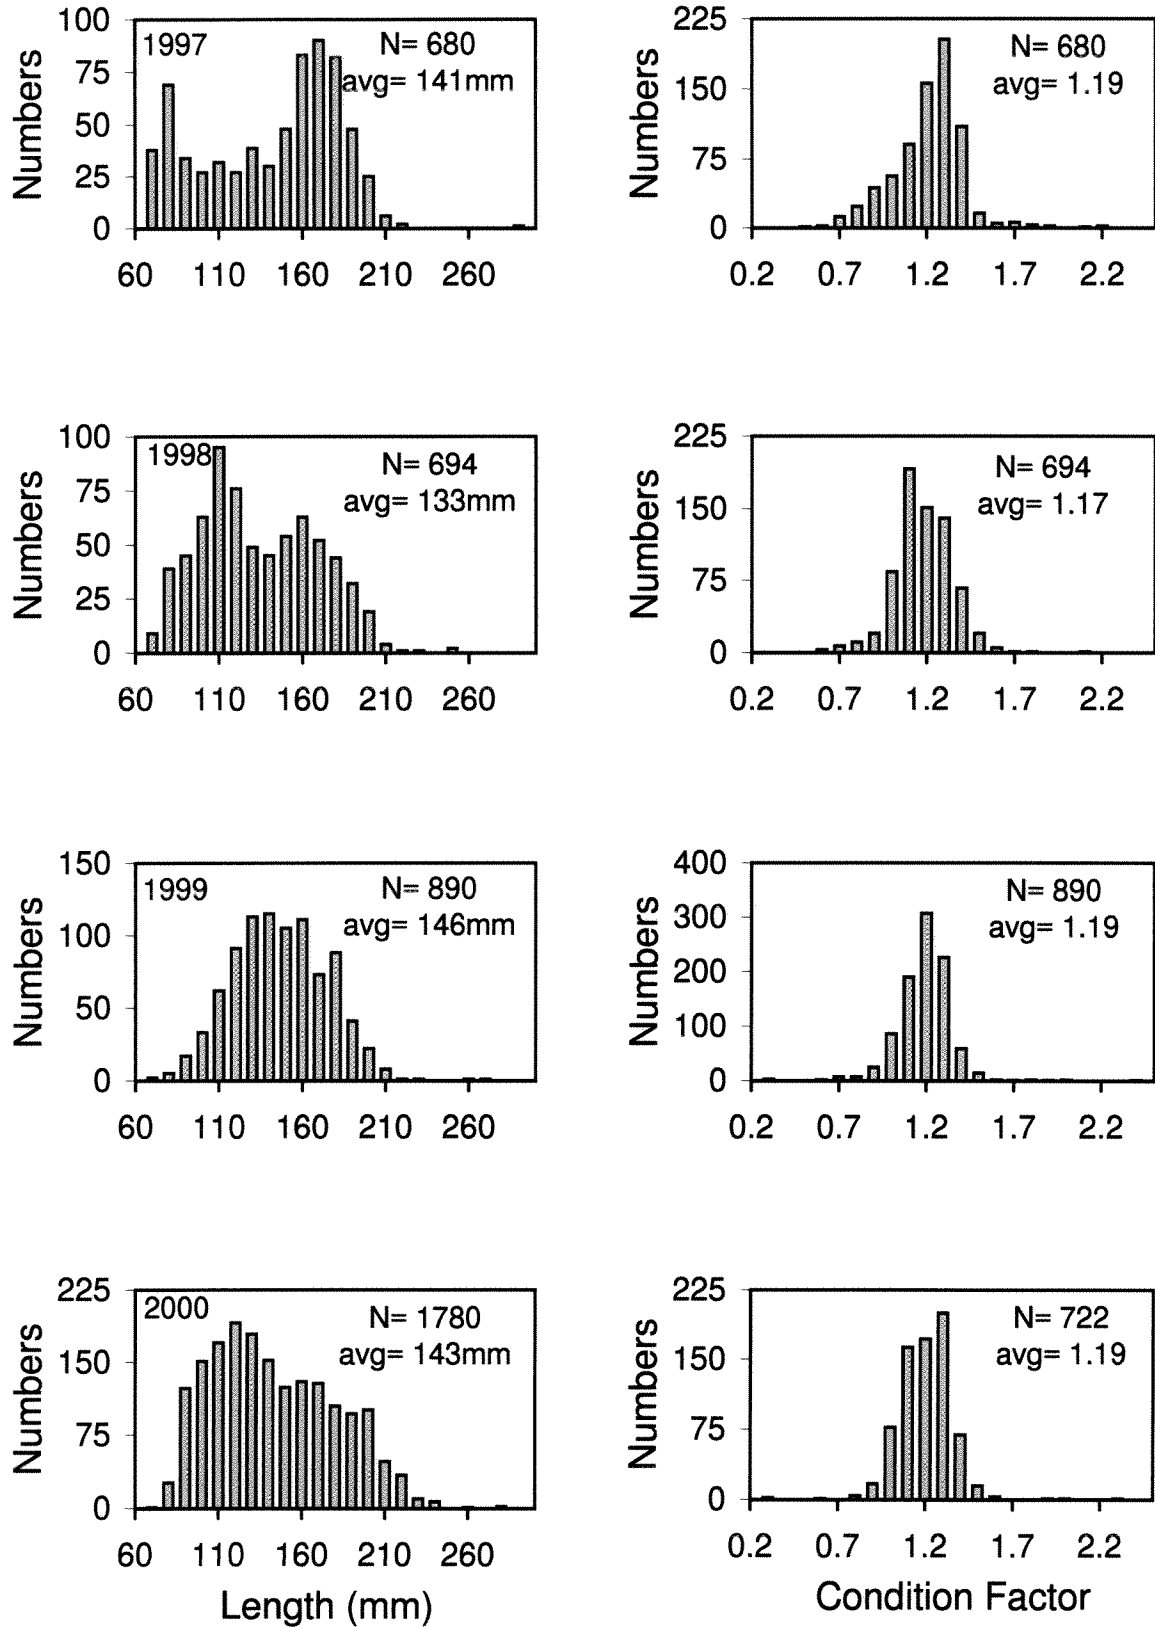 100
75
50
25
0
Numbers
1997
N= 680
avg= 141mm
60 110 160 210 260
225
150
75
0
Numbers
N= 680
avg= 1.19
0.2 0.7 1.2 1.7 2.2
100
75
50
25
0
Numbers
1998
N= 694
avg= 133mm
60 110 160 210 260
225
150
75
0
Numbers
N= 694
avg= 1.17
0.2 0.7 1.2 1.7 2.2
150
100
50
0
Numbers
1999
N= 890
avg= 146mm
60 110 160 210 260
400
300
200
100
0
Numbers
N= 890
avg= 1.19
0.2 0.7 1.2 1.7 2.2
225
150
75
0
Numbers
2000
N= 1780
avg= 143mm
60 110 160 210 260
Length (mm)
225
150
75
0
Numbers
N= 722
avg= 1.19
0.2 0.7 1.2 1.7 2.2
Condition Factor